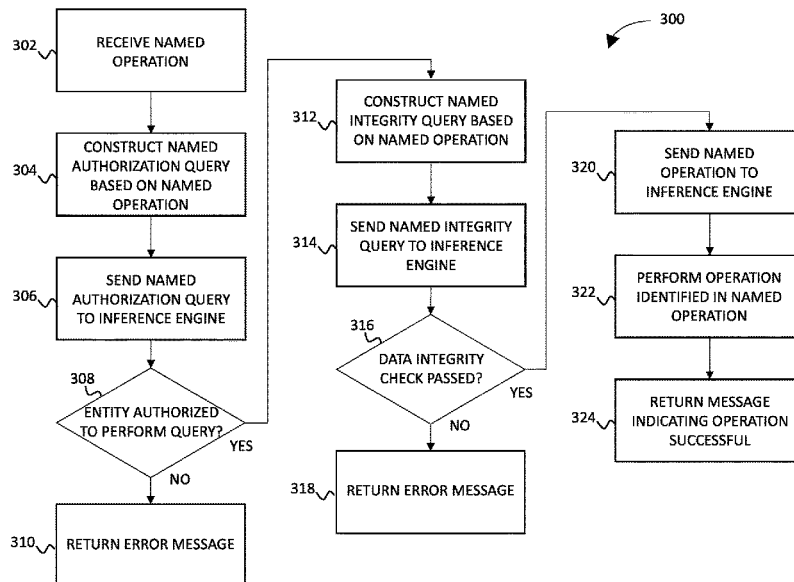 300
302
RECEIVE NAMED
OPERATION
304
CONSTRUCT NAMED
AUTHORIZATION QUERY
BASED ON NAMED
OPERATION
306
SEND NAMED
AUTHORIZATION QUERY
TO INFERENCE ENGINE
308
ENTITY AUTHORIZED
TO PERFORM QUERY?
YES
NO
310
RETURN ERROR MESSAGE
312
CONSTRUCT NAMED
INTEGRITY QUERY BASED
ON NAMED OPERATION
314
SEND NAMED INTEGRITY
QUERY TO INFERENCE
ENGINE
316
DATA INTEGRITY
CHECK PASSED?
YES
NO
318
RETURN ERROR MESSAGE
320
SEND NAMED
OPERATION TO
INFERENCE ENGINE
322
PERFORM OPERATION
IDENTIFIED IN NAMED
OPERATION
324
RETURN MESSAGE
INDICATING OPERATION
SUCCESSFUL